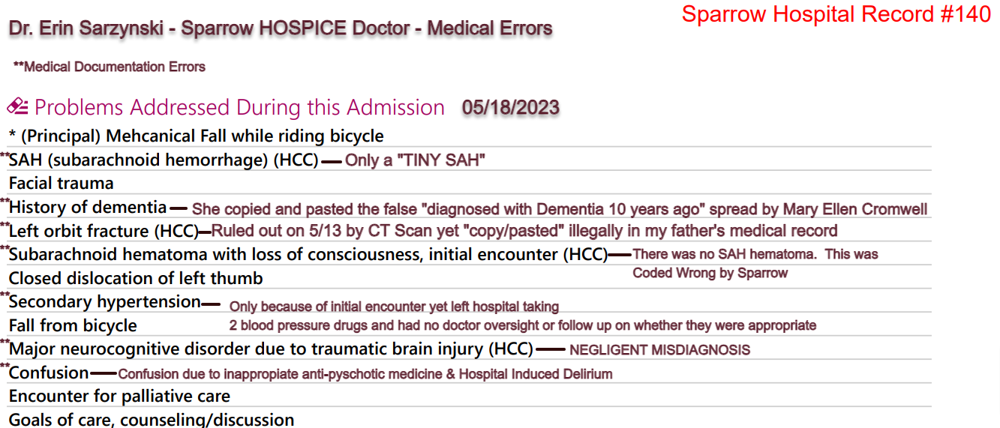 Sparrow Hospital Record #140
Dr. Erin Sarzynski - Sparrow HOSPICE Doctor - Medical Errors
**Medical Documentation Errors
Problems Addressed During this Admission 05/18/2023
* (Principal) Mehcanical Fall while riding bicycle
**SAH (subarachnoid hemorrhage) (HCC) — Only a "TINY SAH"
Facial trauma
**History of dementia — She copied and pasted the false "diagnosed with Dementia 10 years ago" spread by Mary Ellen Cromwell
**Left orbit fracture (HCC)—Ruled out on 5/13 by CT Scan yet "copy/pasted" illegally in my father's medical record
**Subarachnoid hematoma with loss of consciousness, initial encounter (HCC)—There was no SAH hematoma. This was
Coded Wrong by Sparrow
Closed dislocation of left thumb
**Secondary hypertension— Only because of initial encounter yet left hospital taking
Fall from bicycle 2 blood pressure drugs and had no doctor oversight or follow up on whether they were appropriate
**Major neurocognitive disorder due to traumatic brain injury (HCC) — NEGLIGENT MISDIAGNOSIS
**Confusion—Confusion due to inappropiate anti-pyschotic medicine & Hospital Induced Delirium
Encounter for palliative care
Goals of care, counseling/discussion